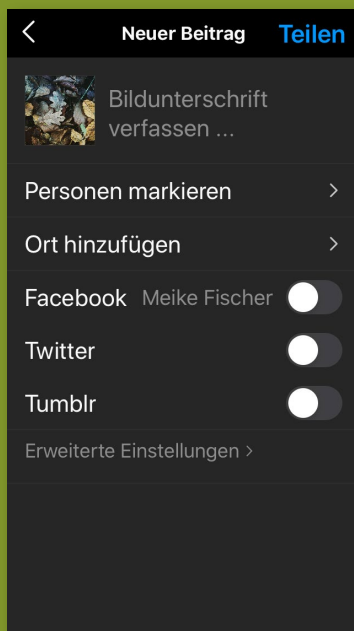 Neuer Beitrag Teilen
Bildunterschrift
verfassen ...
Personen markieren
Ort hinzufügen
Facebook Meike Fischer
Twitter
Tumblr
Erweiterte Einstellungen >